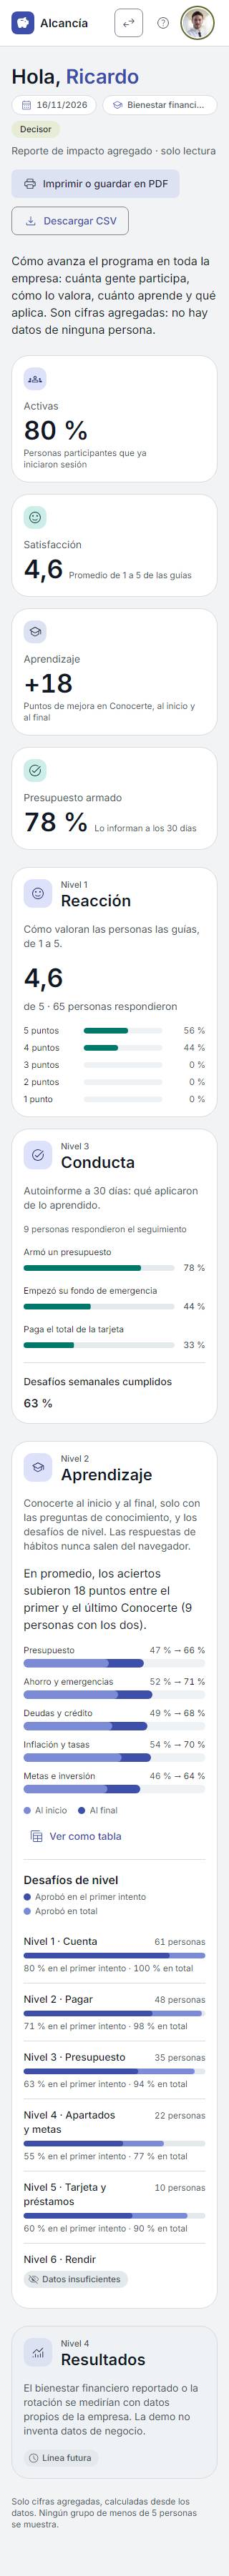 Alcancía
Hola, Ricardo
16/11/2026
Bienestar financi...
Decisor
Reporte de impacto agregado · solo lectura
Imprimir o guardar en PDF
Descargar CSV
Cómo avanza el programa en toda la
empresa: cuánta gente participa,
cómo lo valora, cuánto aprende y qué
aplica. Son cifras agregadas: no hay
datos de ninguna persona.
Activas
80 %
Personas participantes que ya
iniciaron sesión
Satisfacción
4,6 Promedio de 1 a 5 de las guías
Aprendizaje
+18
Puntos de mejora en Conocerte, al inicio y
al final
Presupuesto armado
78 % Lo informan a los 30 días
Nivel 1
Reacción
Cómo valoran las personas las guías,
de 1 a 5.
4,6
de 5 · 65 personas respondieron
5 puntos 56 %
4 puntos 44 %
3 puntos 0 %
2 puntos 0 %
1 punto 0 %
Nivel 3
Conducta
Autoinforme a 30 días: qué aplicaron
de lo aprendido.
9 personas respondieron el seguimiento
Armó un presupuesto
78 %
Empezó su fondo de emergencia
44 %
Paga el total de la tarjeta
33 %
Desafíos semanales cumplidos
63 %
Nivel 2
Aprendizaje
Conocerte al inicio y al final, solo con
las preguntas de conocimiento, y los
desafíos de nivel. Las respuestas de
hábitos nunca salen del navegador.
En promedio, los aciertos
subieron 18 puntos entre el
primer y el último Conocerte (9
personas con los dos).
Presupuesto 47 % → 66 %
Ahorro y emergencias 52 % → 71 %
Deudas y crédito 49 % → 68 %
Inflación y tasas 54 % → 70 %
Metas e inversión 46 % → 64 %
Al inicio Al final
Ver como tabla
Desafíos de nivel
Aprobó en el primer intento
Aprobó en total
Nivel 1 · Cuenta 61 personas
80 % en el primer intento · 100 % en total
Nivel 2 · Pagar 48 personas
71 % en el primer intento · 98 % en total
Nivel 3 · Presupuesto 35 personas
63 % en el primer intento · 94 % en total
Nivel 4 · Apartados 22 personas
y metas
55 % en el primer intento · 77 % en total
Nivel 5 · Tarjeta y 10 personas
préstamos
60 % en el primer intento · 90 % en total
Nivel 6 · Rendir
Datos insuficientes
Nivel 4
Resultados
El bienestar financiero reportado o la
rotación se medirían con datos
propios de la empresa. La demo no
inventa datos de negocio.
Línea futura
Solo cifras agregadas, calculadas desde los
datos. Ningún grupo de menos de 5 personas
se muestra.